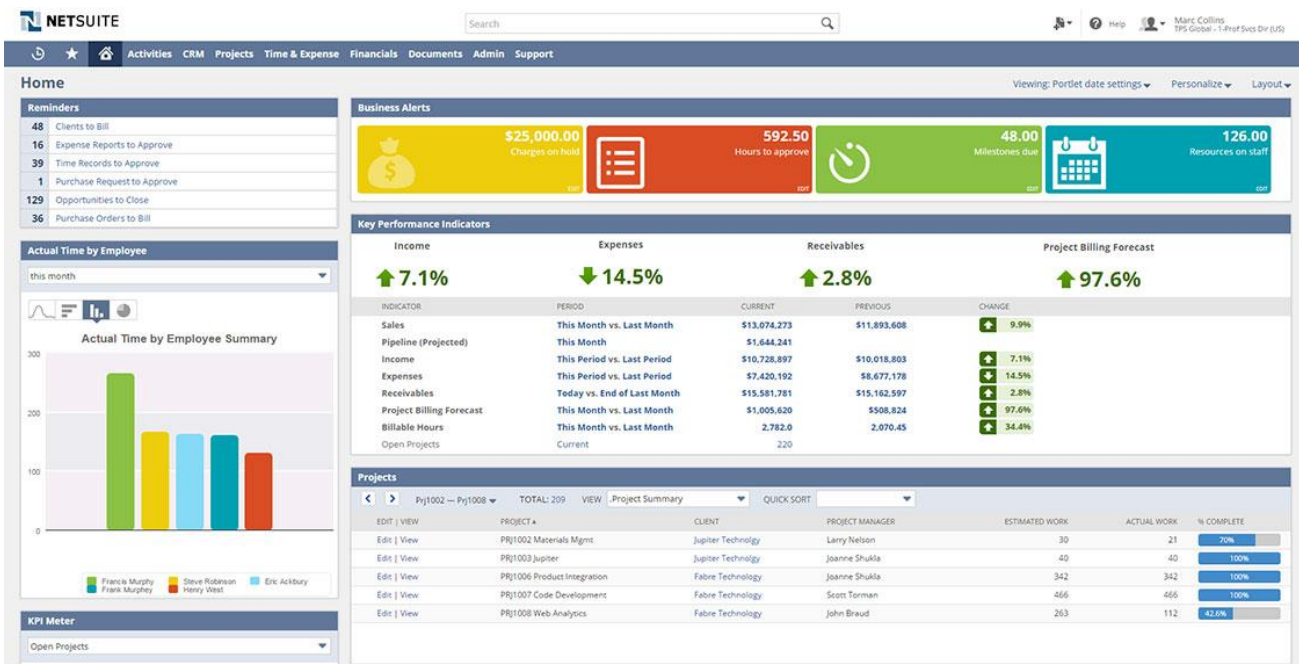 NETSUITE
Search
Help
Marc Collins
TPS Global - 1-Prof Svcs Dir (US)
Activities CRM Projects Time & Expense Financials Documents Admin Support
Home
Viewing: Portlet date settings Personalize Layout
Reminders
48 Clients to Bill
16 Expense Reports to Approve
39 Time Records to Approve
1 Purchase Request to Approve
129 Opportunities to Close
36 Purchase Orders to Bill
Actual Time by Employee
this month
Actual Time by Employee Summary
300
200
100
0
Francis Murphy Steve Robinson Eric Ackbury
Frank Murphey Henry West
KPI Meter
Open Projects
Business Alerts
$25,000.00
Charges on hold
EDIT
592.50
Hours to approve
EDIT
48.00
Milestones due
EDIT
126.00
Resources on staff
EDIT
Key Performance Indicators
Income Expenses Receivables Project Billing Forecast
7.1% 14.5% 2.8% 97.6%
INDICATOR PERIOD CURRENT PREVIOUS CHANGE
Sales This Month vs. Last Month $13,074,273 $11,893,608 9.9%
Pipeline (Projected) This Month $1,644,241
Income This Period vs. Last Period $10,728,897 $10,018,803 7.1%
Expenses This Period vs. Last Period $7,420,192 $8,677,178 14.5%
Receivables Today vs. End of Last Month $15,581,781 $15,162,597 2.8%
Project Billing Forecast This Month vs. Last Month $1,005,620 $508,824 97.6%
Billable Hours This Month vs. Last Month 2,782.0 2,070.45 34.4%
Open Projects Current 220
Projects
Prj1002 — Prj1008 TOTAL: 209 VIEW .Project Summary QUICK SORT
EDIT | VIEW PROJECT CLIENT PROJECT MANAGER ESTIMATED WORK ACTUAL WORK % COMPLETE
Edit | View PRJ1002 Materials Mgmt Jupiter Technolgy Larry Nelson 30 21 70%
Edit | View PRJ1003 Jupiter Jupiter Technolgy Joanne Shukla 40 40 100%
Edit | View PRJ1006 Product Integration Fabre Technology Joanne Shukla 342 342 100%
Edit | View PRJ1007 Code Development Fabre Technology Scott Torman 466 466 100%
Edit | View PRJ1008 Web Analytics Fabre Technology John Braud 263 112 42.6%